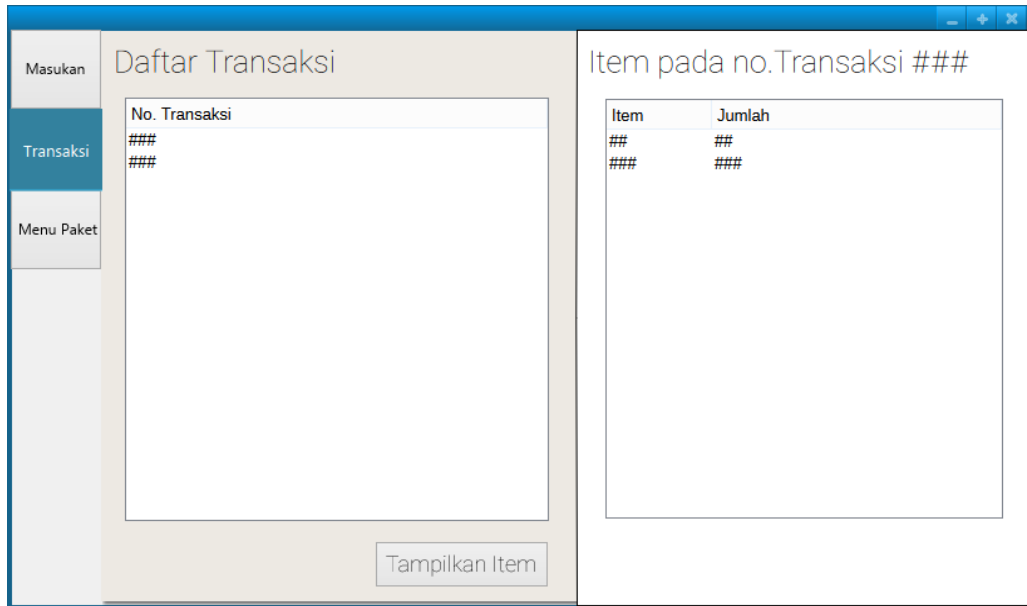 Masukan
Transaksi
Menu Paket
Daftar Transaksi
No. Transaksi
###
###
Tampilkan Item
Item pada no.Transaksi ###
Item Jumlah
## ##
### ###